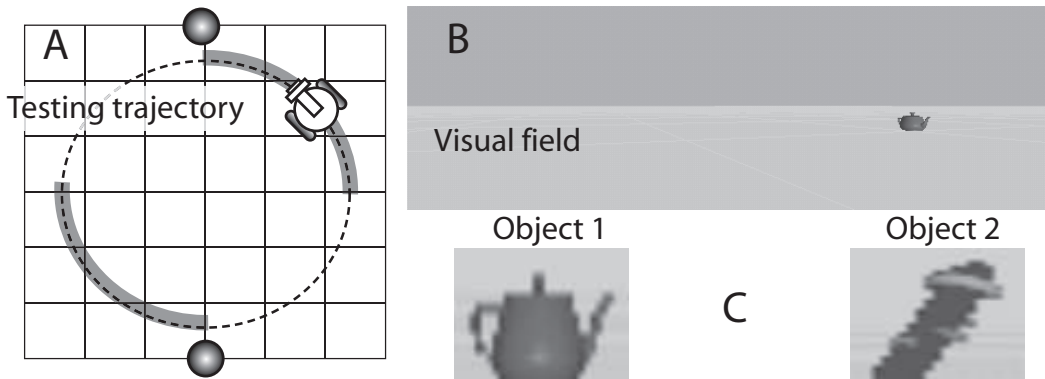 A
Testing trajectory
B
Visual field
Object 1
Object 2
C